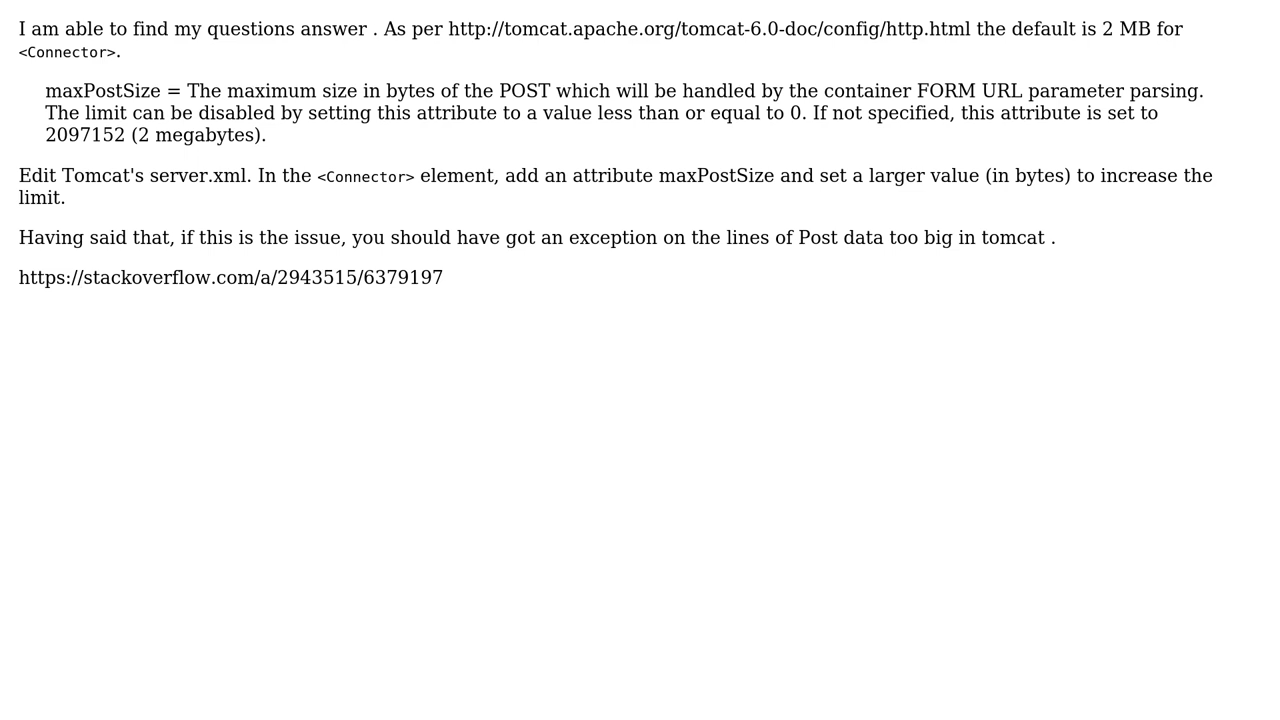 I am able to find my questions answer . As per http://tomcat.apache.org/tomcat-6.0-doc/config/http.html the default is 2 MB for
<Connector>.
maxPostSize = The maximum size in bytes of the POST which will be handled by the container FORM URL parameter parsing.
The limit can be disabled by setting this attribute to a value less than or equal to 0. If not specified, this attribute is set to
2097152 (2 megabytes).
Edit Tomcat's server.xml. In the <Connector> element, add an attribute maxPostSize and set a larger value (in bytes) to increase the
limit.
Having said that, if this is the issue, you should have got an exception on the lines of Post data too big in tomcat .
https://stackoverflow.com/a/2943515/6379197